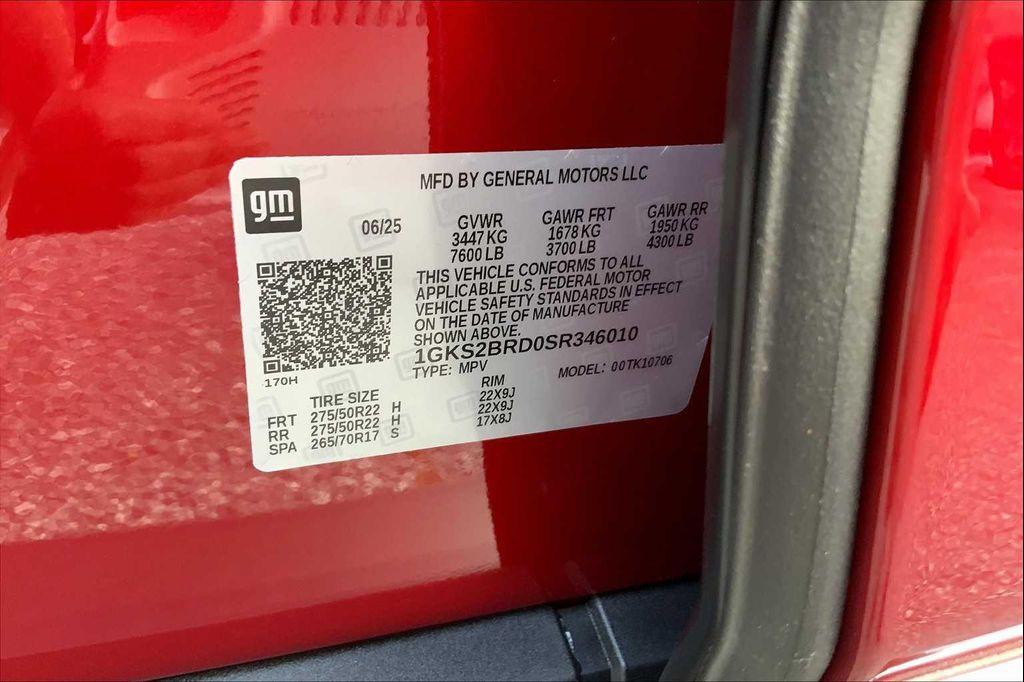 gm
MFD BY GENERAL MOTORS LLC
06/25 GVWR GAWR FRT GAWR RR
3447 KG 1678 KG 1950 KG
7600 LB 3700 LB 4300 LB
THIS VEHICLE CONFORMS TO ALL
APPLICABLE U.S. FEDERAL MOTOR
VEHICLE SAFETY STANDARDS IN EFFECT
ON THE DATE OF MANUFACTURE
SHOWN ABOVE.
1GKS2BRD0SR346010
TYPE: MPV MODEL: 00TK10706
170H
TIRE SIZE RIM
FRT 275/50R22 H 22X9J
RR 275/50R22 H 22X9J
SPA 265/70R17 S 17X8J